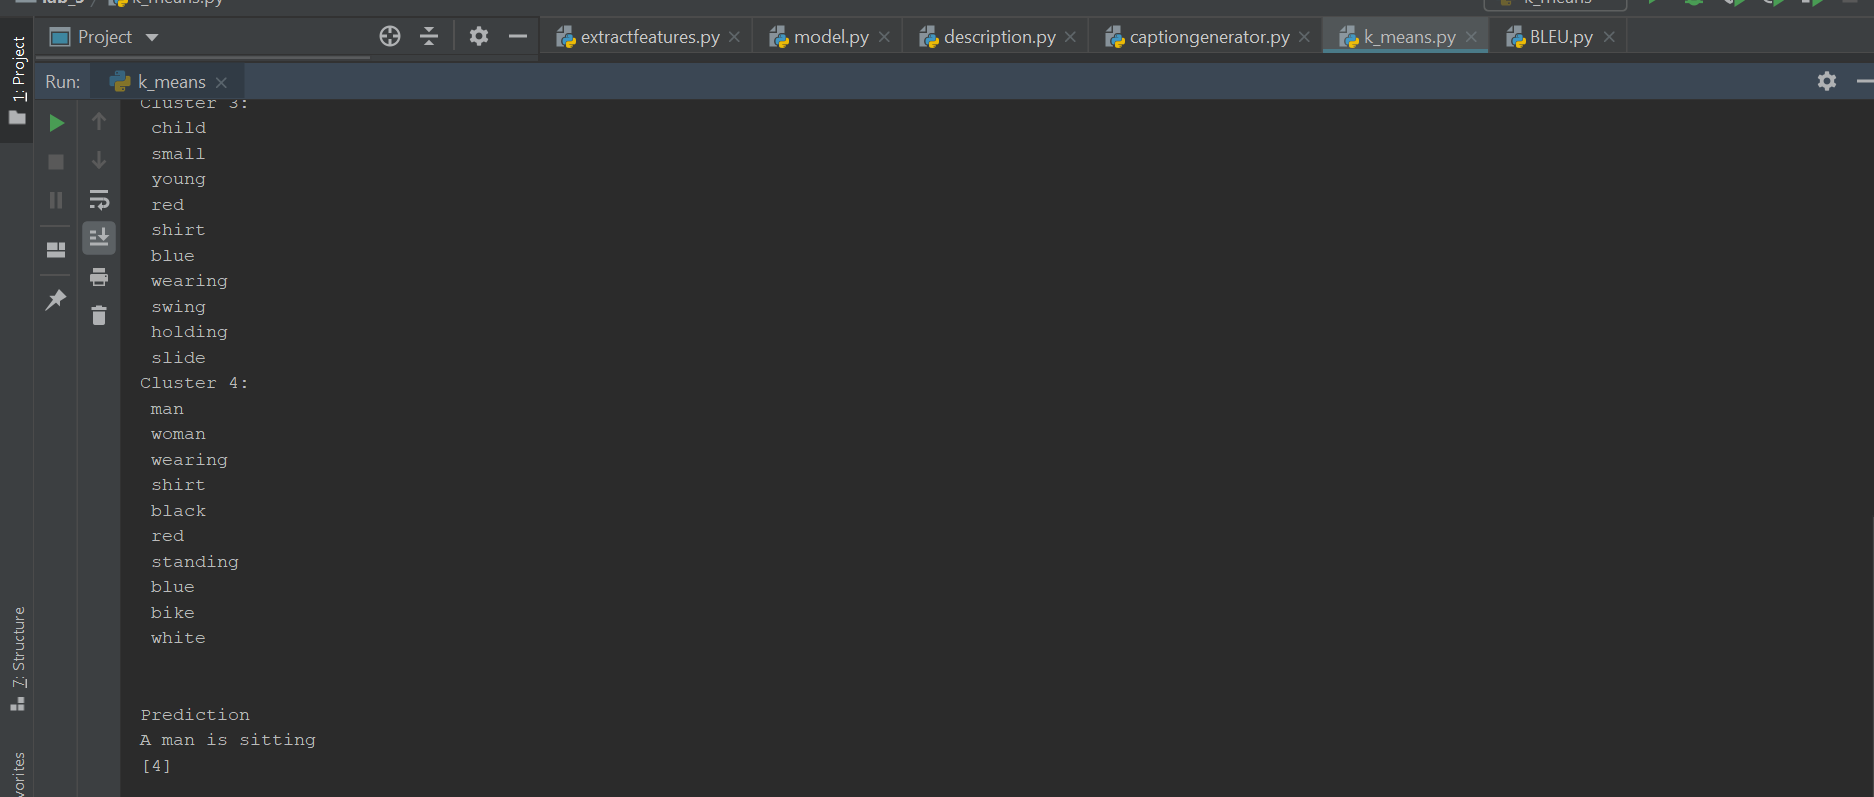 lab_3 / k_means.py
k_means
1: Project
Project
extractfeatures.py
model.py
description.py
captiongenerator.py
k_means.py
BLEU.py
Run:
k_means
Cluster 3:
child
small
young
red
shirt
blue
wearing
swing
holding
slide
Cluster 4:
man
woman
wearing
shirt
black
red
standing
blue
bike
white
Prediction
A man is sitting
[4]
7: Structure
vorites